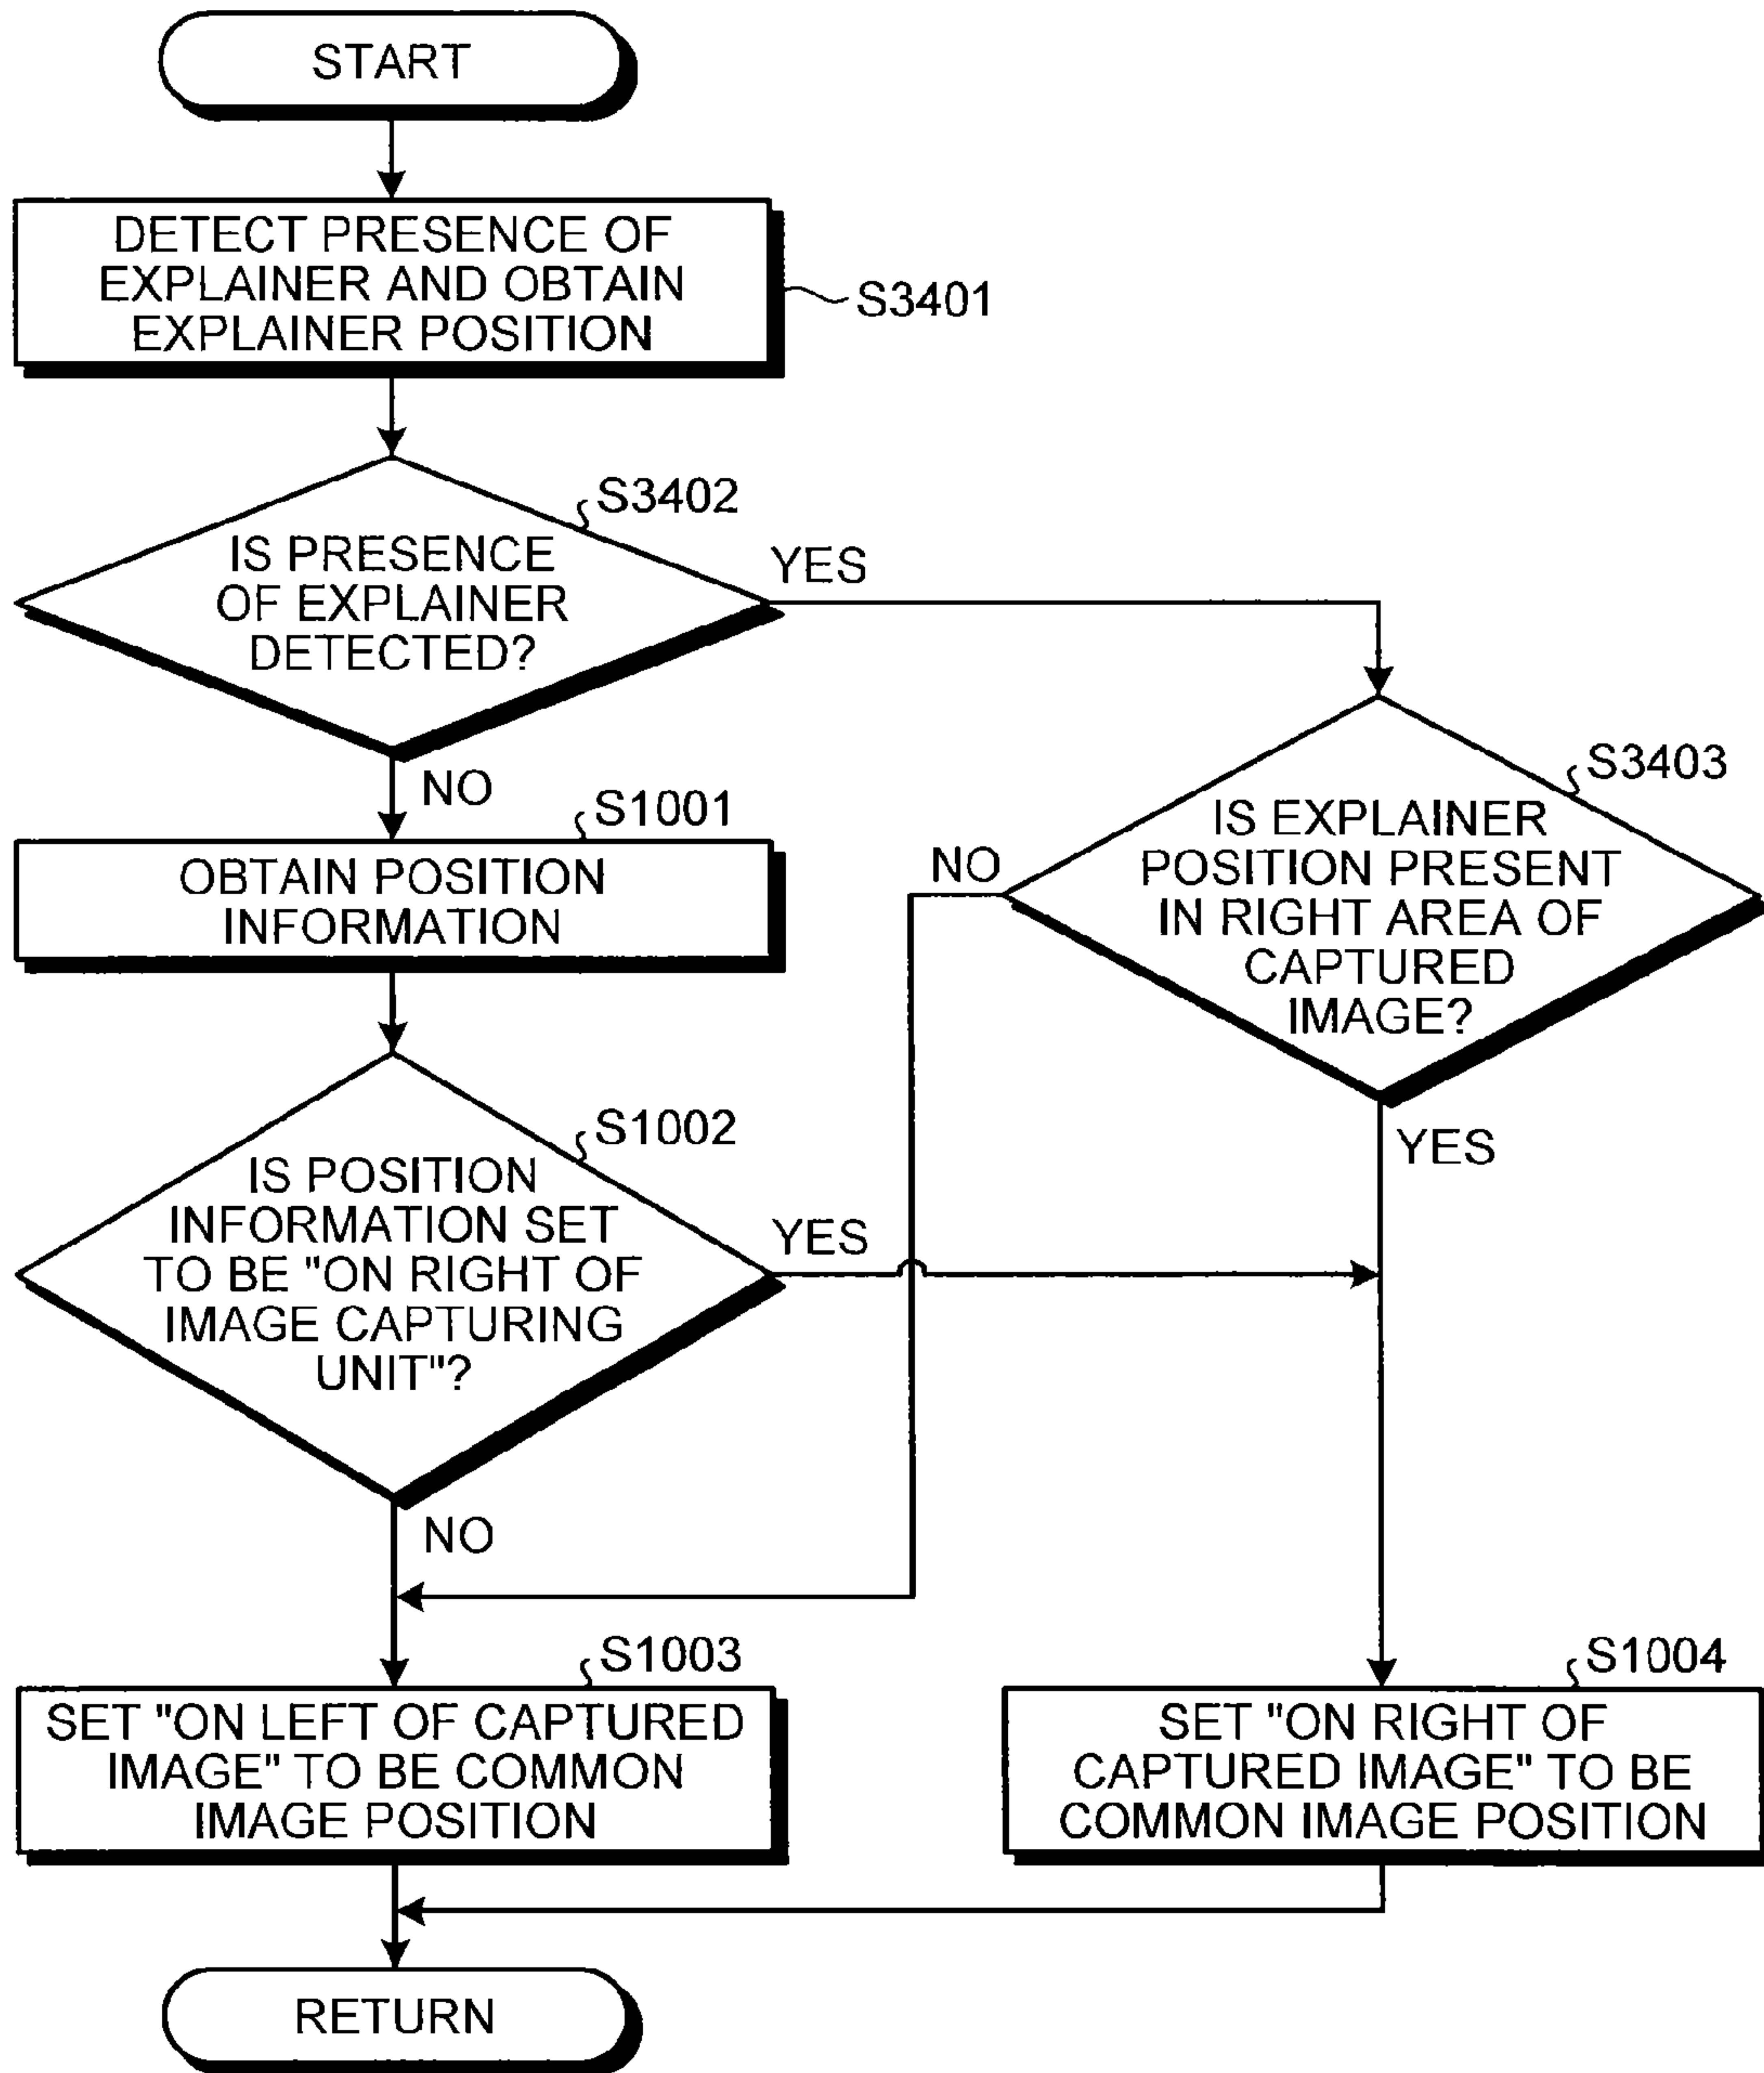 START
DETECT PRESENCE OF
EXPLAINER AND OBTAIN
EXPLAINER POSITION
S3401
S3402
IS PRESENCE
OF EXPLAINER
DETECTED?
YES
NO
S3403
IS EXPLAINER
POSITION PRESENT
IN RIGHT AREA OF
CAPTURED
IMAGE?
NO
YES
S1001
OBTAIN POSITION
INFORMATION
S1002
IS POSITION
INFORMATION SET
TO BE "ON RIGHT OF
IMAGE CAPTURING
UNIT"?
YES
NO
S1003
SET "ON LEFT OF CAPTURED
IMAGE" TO BE COMMON
IMAGE POSITION
S1004
SET "ON RIGHT OF
CAPTURED IMAGE" TO BE
COMMON IMAGE POSITION
RETURN